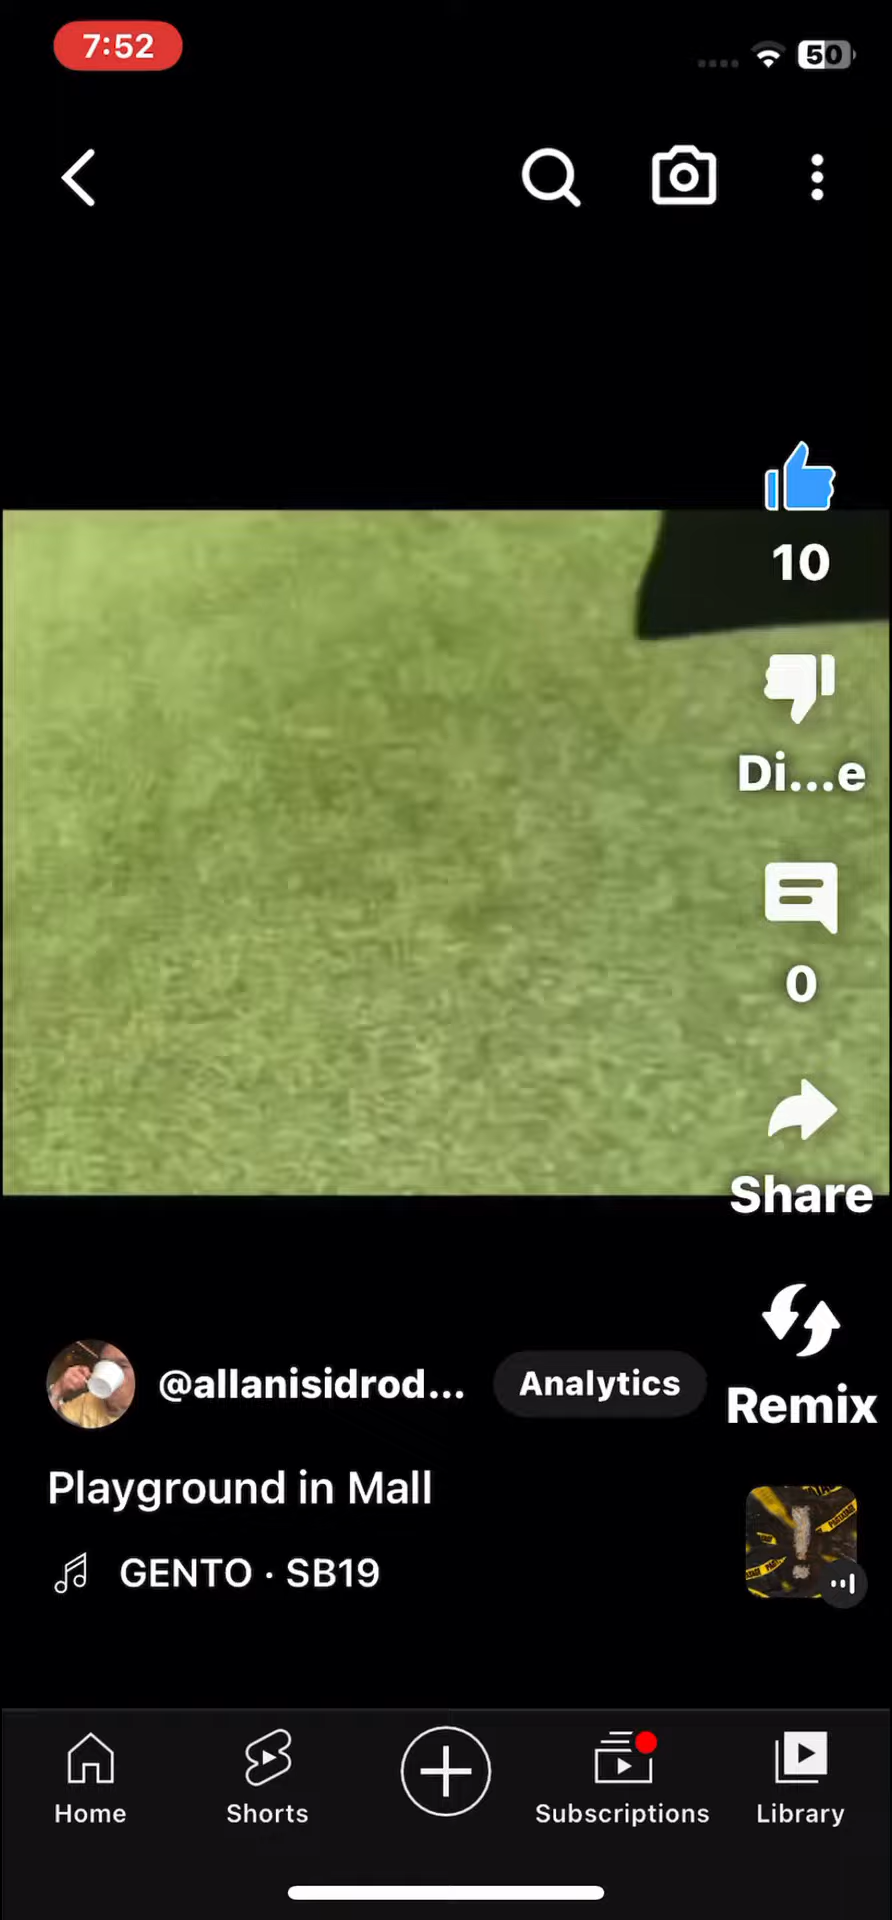 7:52
50
10
Di...e
0
Share
@allanisidrod...
Analytics
Remix
Playground in Mall
GENTO · SB19
Home
Shorts
Subscriptions
Library